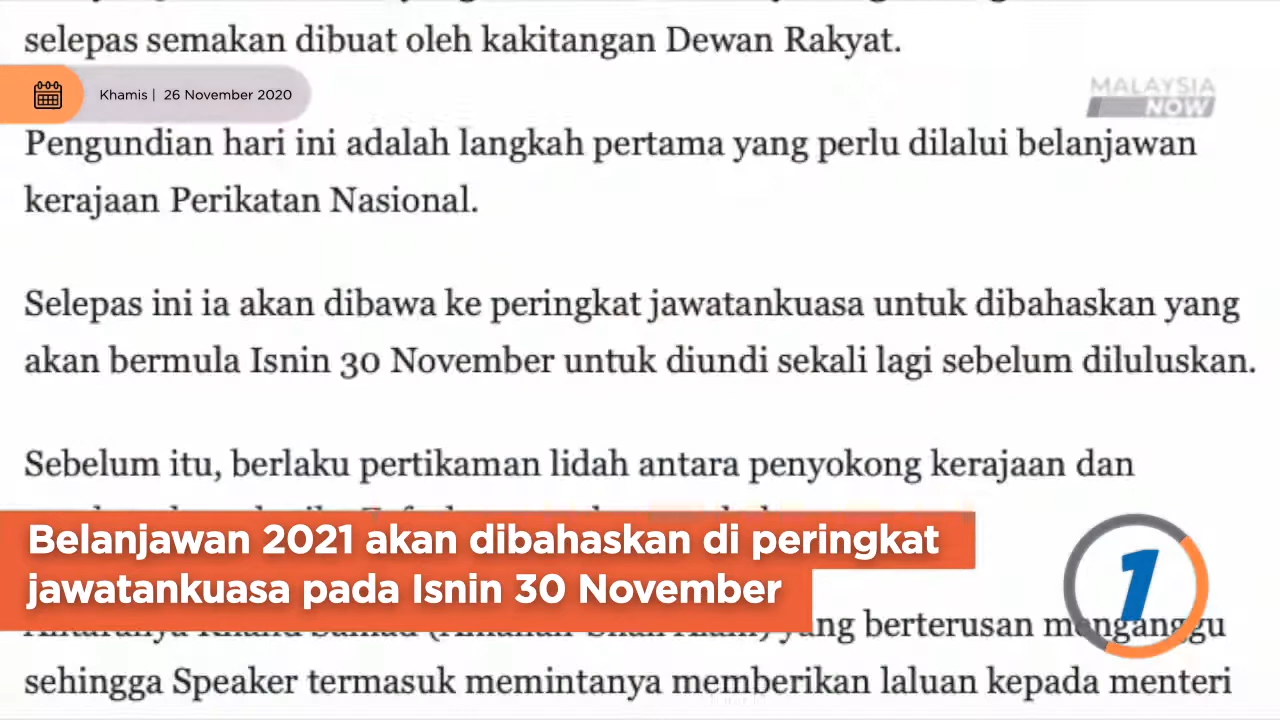 selepas semakan dibuat oleh kakitangan Dewan Rakyat.
Khamis | 26 November 2020
MALAYSIA
NOW
Pengundian hari ini adalah langkah pertama yang perlu dilalui belanjawan
kerajaan Perikatan Nasional.
Selepas ini ia akan dibawa ke peringkat jawatankuasa untuk dibahaskan yang
akan bermula Isnin 30 November untuk diundi sekali lagi sebelum diluluskan.
Sebelum itu, berlaku pertikaman lidah antara penyokong kerajaan dan
Belanjawan 2021 akan dibahaskan di peringkat
jawatankuasa pada Isnin 30 November
1
yang berterusan mengganggu
sehingga Speaker termasuk memintanya memberikan laluan kepada menteri